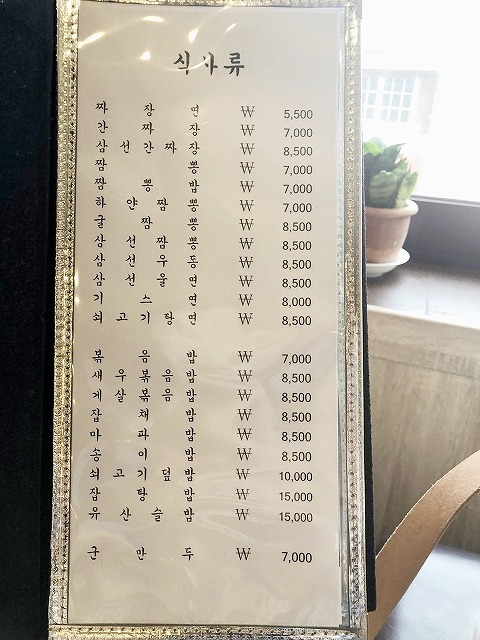 식사류
짜장면 ₩ 5,500
간짜장 ₩ 7,000
삼선간짜장 ₩ 8,500
짬뽕 ₩ 7,000
짬뽕밥 ₩ 7,000
하얀짬뽕 ₩ 7,000
굴짬뽕 ₩ 8,500
삼선짬뽕 ₩ 8,500
삼선우동 ₩ 8,500
삼선울면 ₩ 8,500
기스면 ₩ 8,000
쇠고기탕면 ₩ 8,500
볶음밥 ₩ 7,000
새우볶음밥 ₩ 8,500
게살볶음밥 ₩ 8,500
잡채밥 ₩ 8,500
마파밥 ₩ 8,500
송이밥 ₩ 8,500
쇠고기덮밥 ₩ 10,000
잡탕밥 ₩ 15,000
유산슬밥 ₩ 15,000
군만두 ₩ 7,000